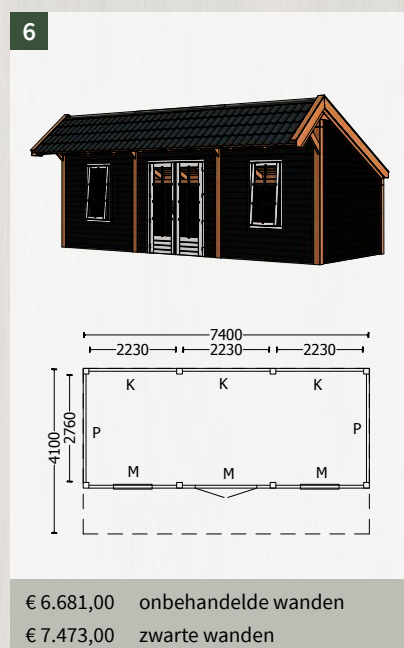 6
7400
2230 2230 2230
K K K
4100 2760 P P
M M M
€ 6.681,00 onbehandelde wanden
€ 7.473,00 zwarte wanden